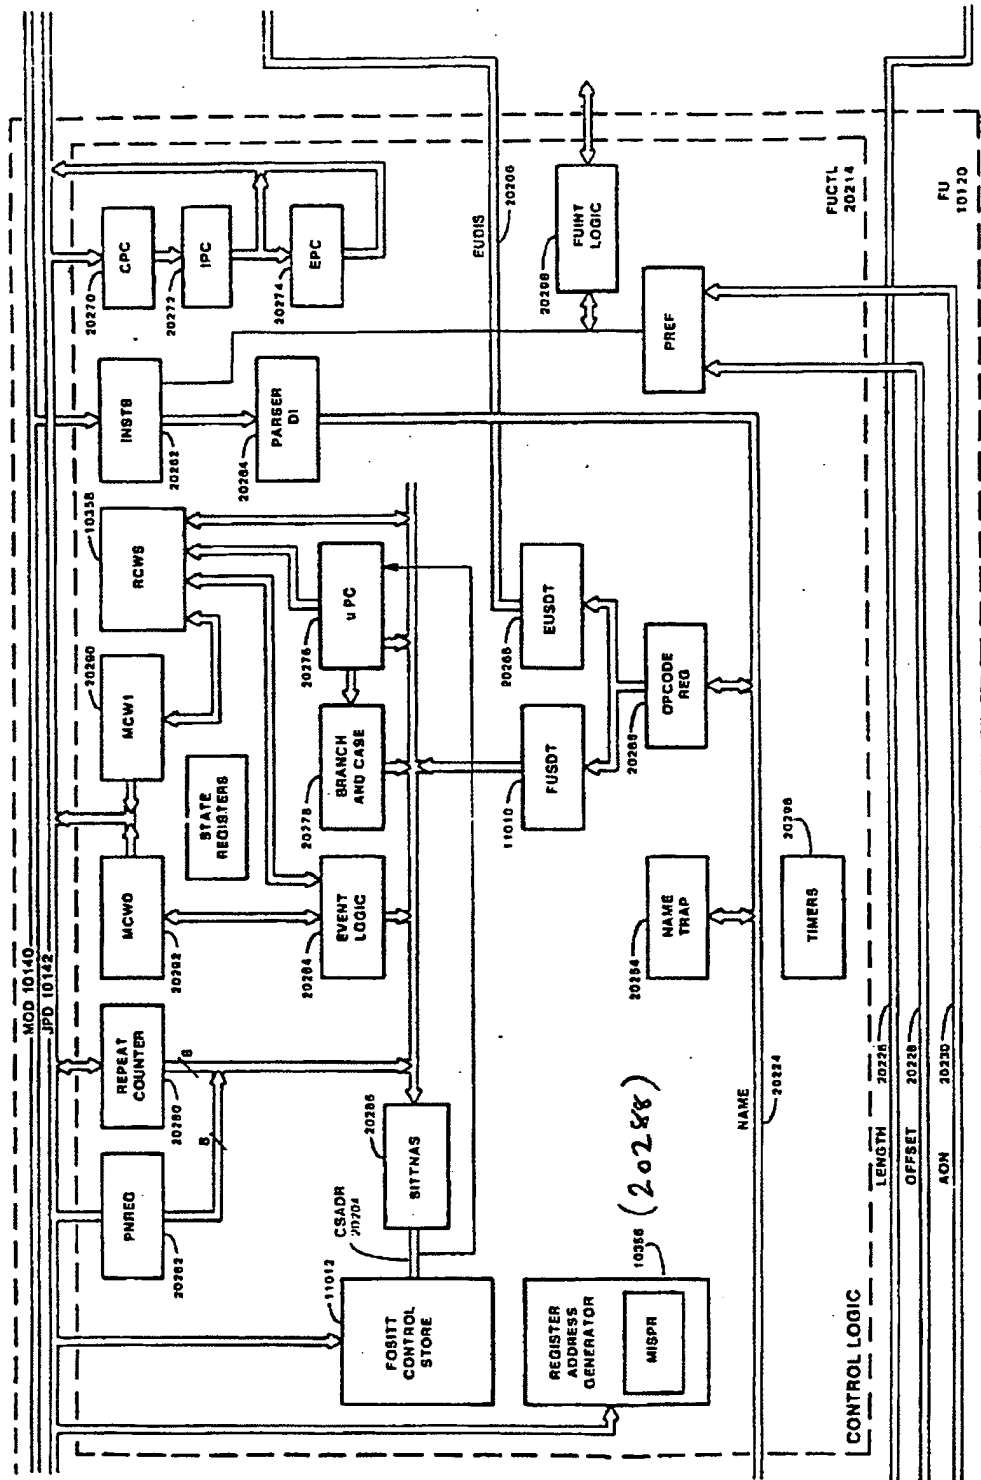 MOD 10140
JPD 10142
PNREG
20282
REPEAT
COUNTER
20280
8
8
MCW0
20292
MCW1
20290
STATE
REGISTERS
RCWS
10358
INSTB
20262
CPC
20270
IPC
20272
EPC
20274
PARSER
DI
20264
EVENT
LOGIC
20284
BRANCH
AND CASE
20278
uPC
20276
FOSITT
CONTROL
STORE
11012
CSADR
20204
SITTNAS
20286
FUSDT
11010
EUSDT
20266
EUDIS
20206
FUINT
LOGIC
20298
PREF
REGISTER
ADDRESS
GENERATOR
MISPR
10356
(20288)
NAME
TRAP
20254
OPCODE
REG
20268
NAME
20224
TIMERS
20296
CONTROL LOGIC
FUCTL
20214
FU
10120
LENGTH
20226
OFFSET
20228
AON
20230